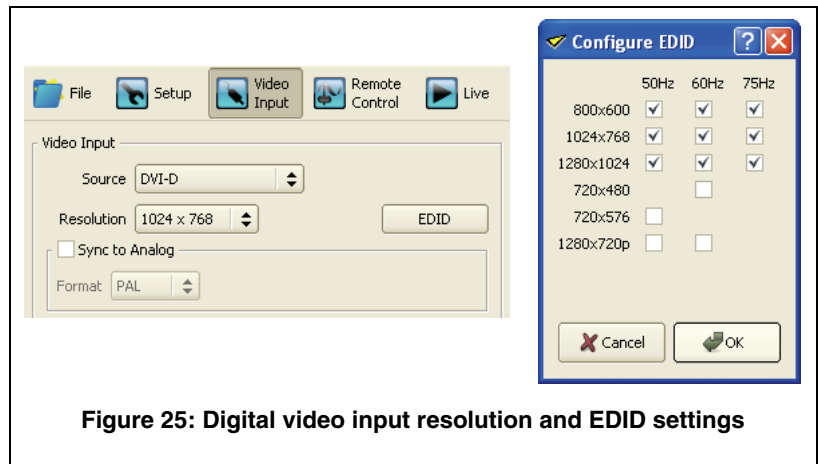 File Setup Video Input Remote Control Live
Video Input
Source DVI-D
Resolution 1024 x 768 EDID
Sync to Analog
Format PAL
Configure EDID
50Hz 60Hz 75Hz
800x600
1024x768
1280x1024
720x480
720x576
1280x720p
Cancel OK
Figure 25: Digital video input resolution and EDID settings